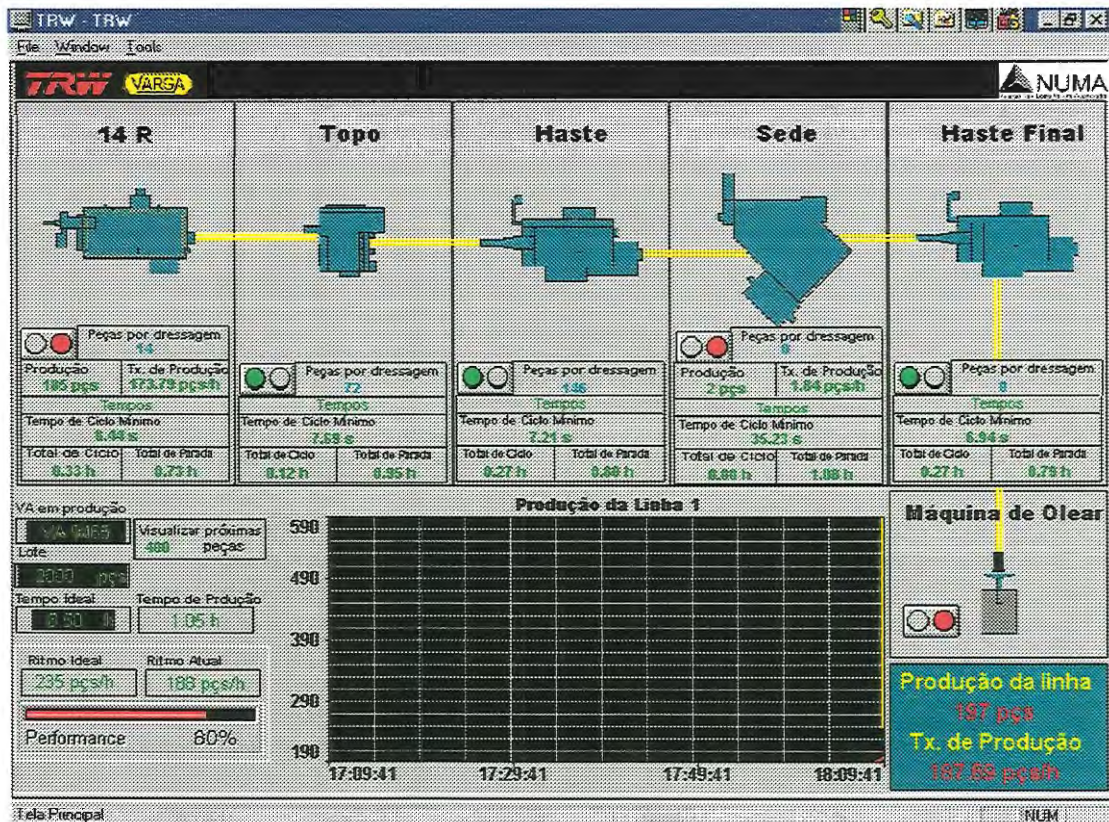 TRW - TRW
File Window Tools
TRW VARGA NUMA
14 R
Peças por dressagem
14
Produção Tx. de Produção
185 pçs 173.79 pçs/h
Tempos
Tempo de Ciclo Mínimo
6.44 s
Total de Ciclo Total de Parada
0.33 h 0.73 h
Topo
Peças por dressagem
72
Tempos
Tempo de Ciclo Mínimo
Total de Ciclo Total de Parada
0.12 h 0.95 h
Haste
Peças por dressagem
146
Tempos
Tempo de Ciclo Mínimo
7.21 s
Total de Ciclo Total de Parada
0.27 h
Sede
Peças por dressagem
Produção Tx. de Produção
2 pçs 1.84 pçs/h
Tempos
Tempo de Ciclo Mínimo
35.23 s
Total de Ciclo Total de Parada
Haste Final
Peças por dressagem
Tempos
Tempo de Ciclo Mínimo
6.94 s
Total de Ciclo Total de Parada
0.27 h 0.79 h
VA em produção
Visualizar próximas
400 peças
Lote
2000 pçs
Tempo Ideal Tempo de Prdução
1.05 h
Ritmo Ideal Ritmo Atual
235 pçs/h 188 pçs/h
Performance 80%
Produção da Linha 1
590
490
390
290
190
17:09:41 17:29:41 17:49:41 18:09:41
Máquina de Olear
Produção da linha
197 pçs
Tx. de Produção
187.69 pçs/h
Tela Principal NUM